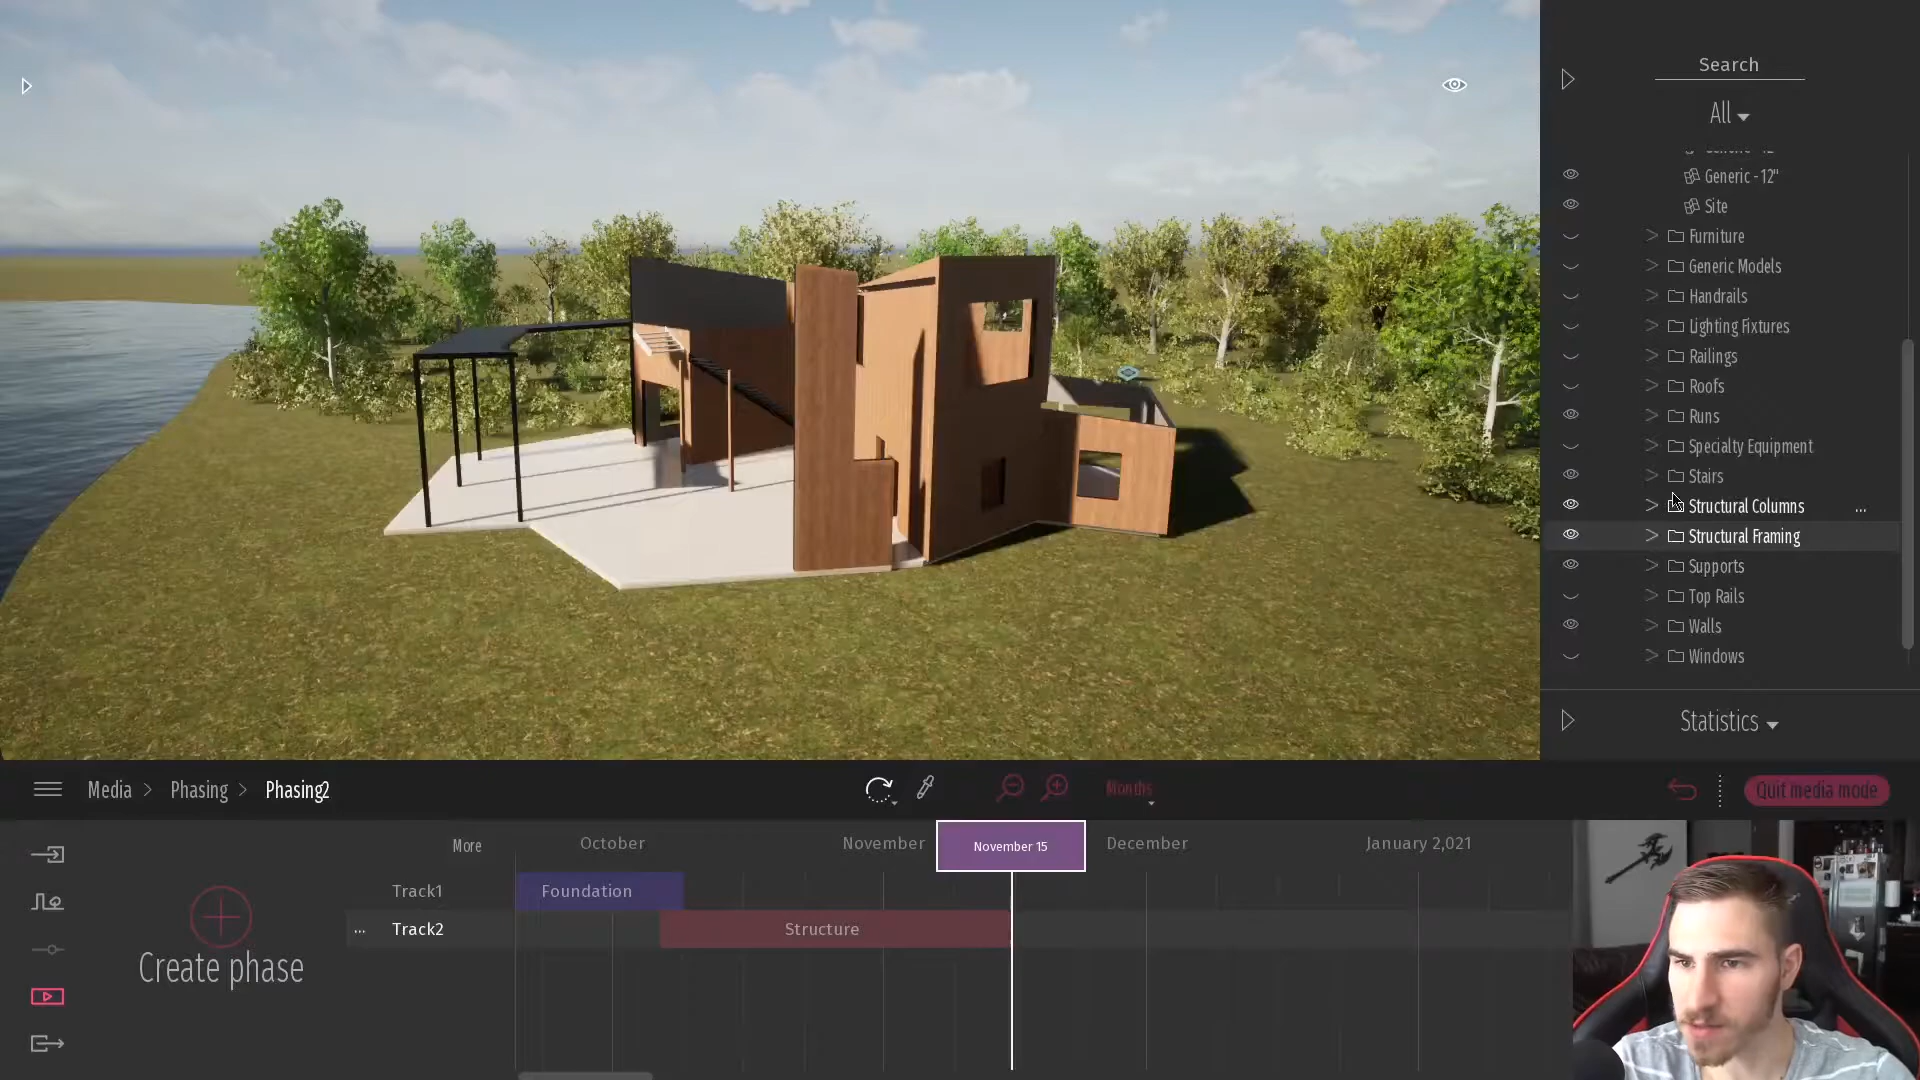 Search
All
Generic - 12"
Site
Furniture
Generic Models
Handrails
Lighting Fixtures
Railings
Roofs
Runs
Specialty Equipment
Stairs
Structural Columns
...
Structural Framing
Supports
Top Rails
Walls
Windows
Statistics
Media > Phasing > Phasing2
Months
Quit media mode
More
October
November
November 15
December
January 2,021
Create phase
Track1
Foundation
... Track2
Structure